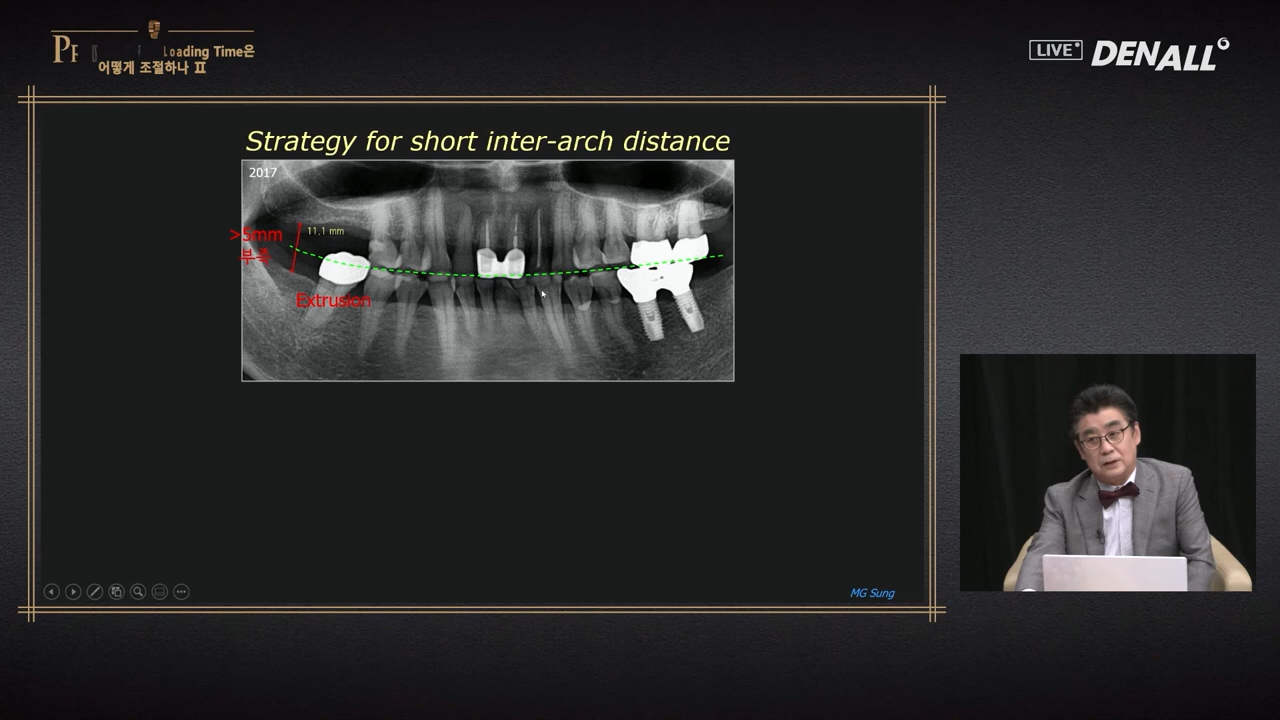 Loading Time은
어떻게 조절하나 Ⅱ
LIVE
DENALL
Strategy for short inter-arch distance
2017
>5mm
부족
11.1 mm
Extrusion
MG Sung